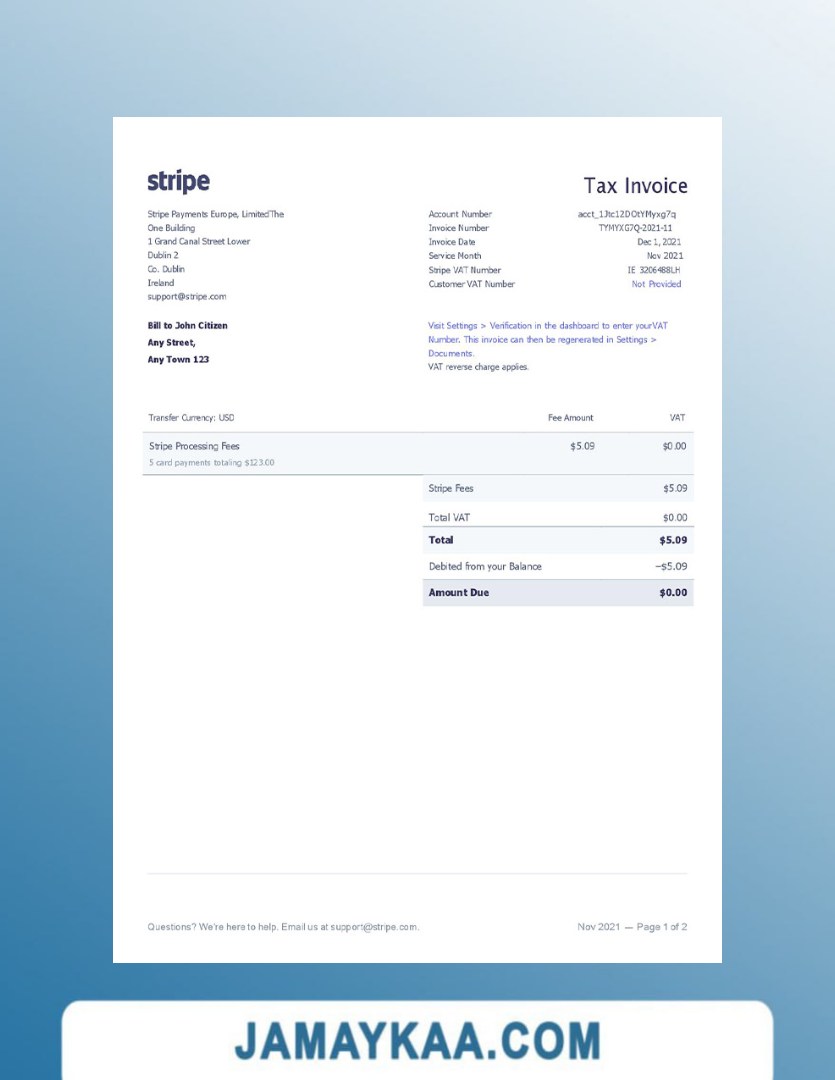 stripe
Tax Invoice
Stripe Payments Europe, LimitedThe
One Building
1 Grand Canal Street Lower
Dublin 2
Co. Dublin
Ireland
support@stripe.com
Account Number acct_1Jtc1ZDOtYMyxg7q
Invoice Number TYMYXG7Q-2021-11
Invoice Date Dec 1, 2021
Service Month Nov 2021
Stripe VAT Number IE 3206488LH
Customer VAT Number Not Provided
Bill to John Citizen
Any Street,
Any Town 123
Visit Settings > Verification in the dashboard to enter yourVAT
Number. This invoice can then be regenerated in Settings >
Documents.
VAT reverse charge applies.
Transfer Currency: USD Fee Amount VAT
Stripe Processing Fees $5.09 $0.00
5 card payments totaling $123.00
Stripe Fees $5.09
Total VAT $0.00
Total $5.09
Debited from your Balance −$5.09
Amount Due $0.00
Questions? We're here to help. Email us at support@stripe.com.
Nov 2021 — Page 1 of 2
JAMAYKAA.COM